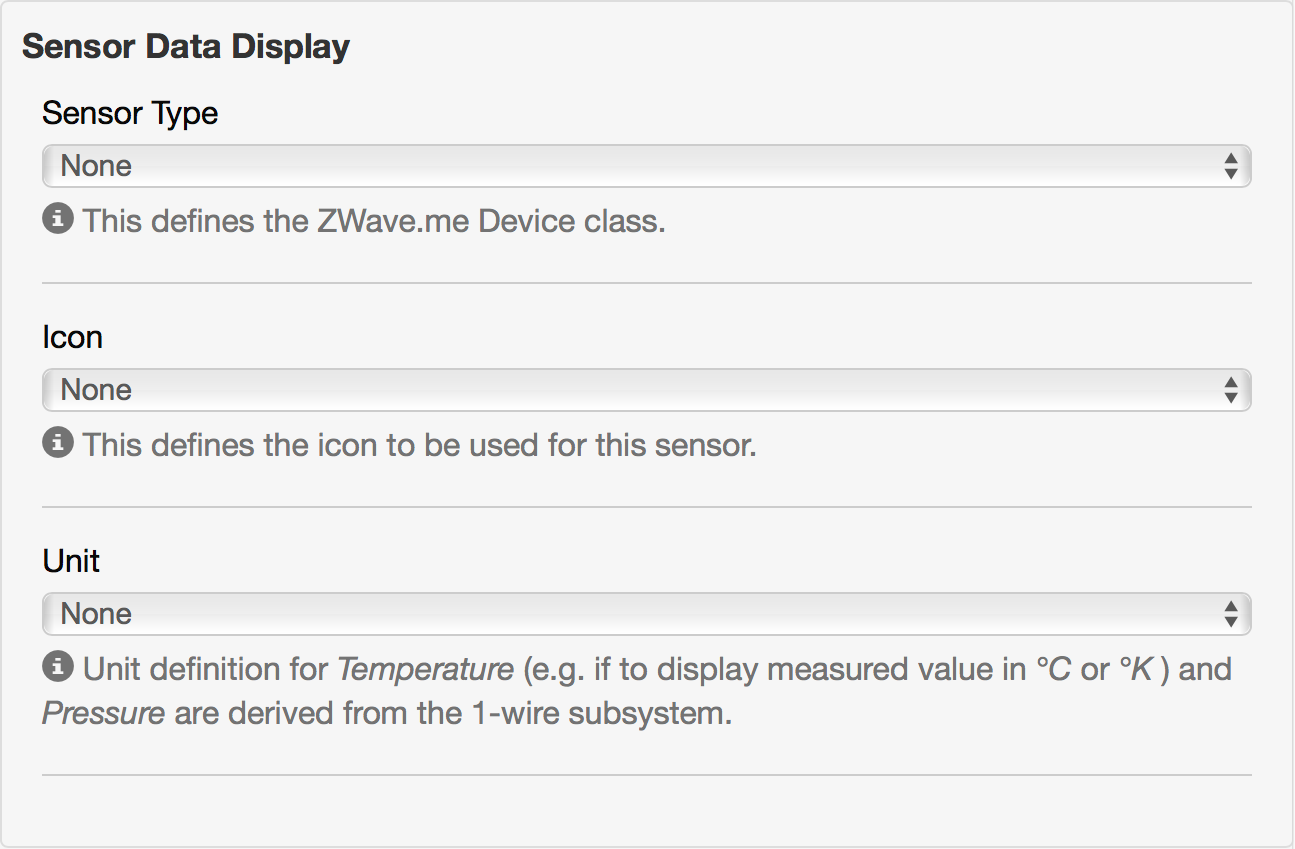 Sensor Data Display
Sensor Type
None
This defines the ZWave.me Device class.
Icon
None
This defines the icon to be used for this sensor.
Unit
None
Unit definition for Temperature (e.g. if to display measured value in °C or °K ) and
Pressure are derived from the 1-wire subsystem.